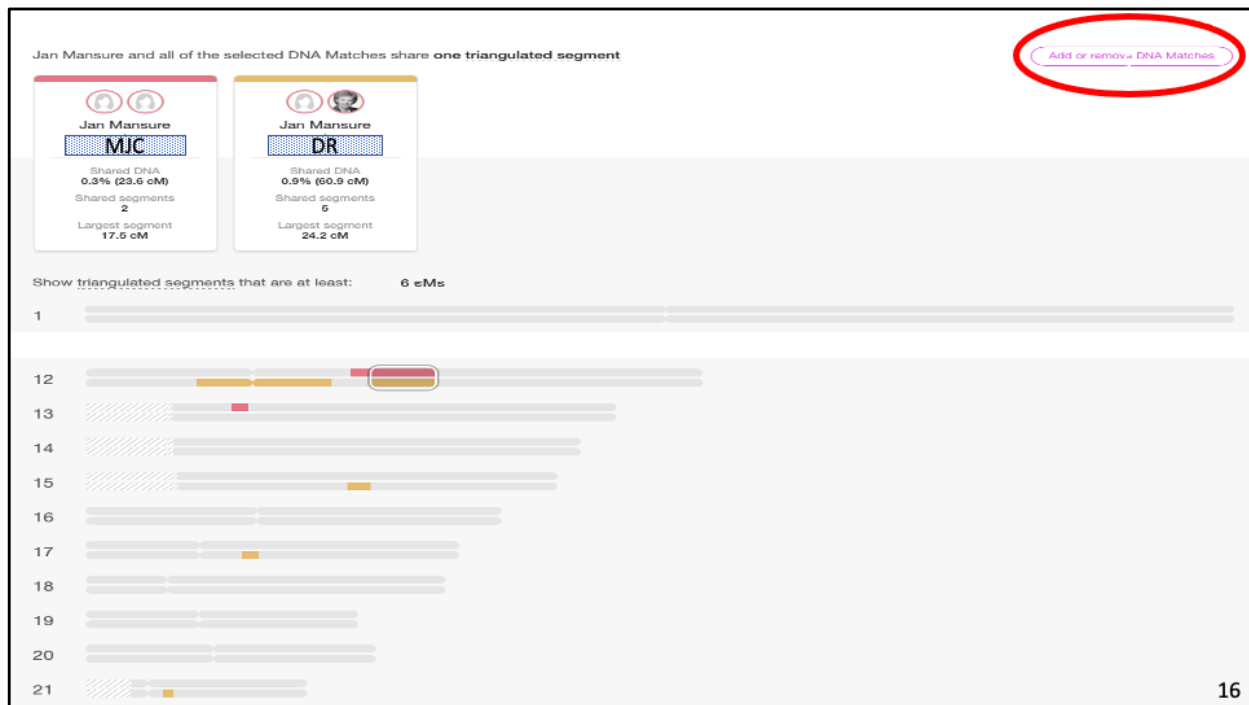 Jan Mansure and all of the selected DNA Matches share one triangulated segment
Add or remove DNA Matches
Jan Mansure
MJC
Shared DNA
0.3% (23.6 cM)
Shared segments
2
Largest segment
17.5 cM
Jan Mansure
DR
Shared DNA
0.9% (60.9 cM)
Shared segments
5
Largest segment
24.2 cM
Show triangulated segments that are at least: 6 cMs
1
12
13
14
15
16
17
18
19
20
21
16